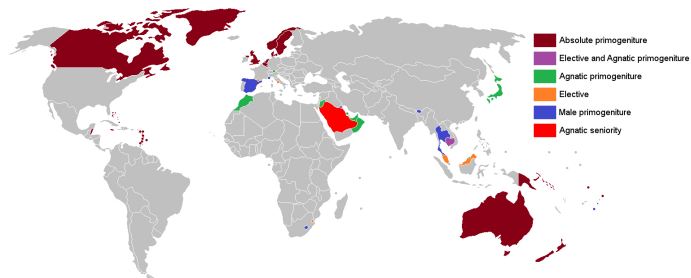 Absolute primogeniture
Elective and Agnatic primogeniture
Agnatic primogeniture
Elective
Male primogeniture
Agnatic seniority